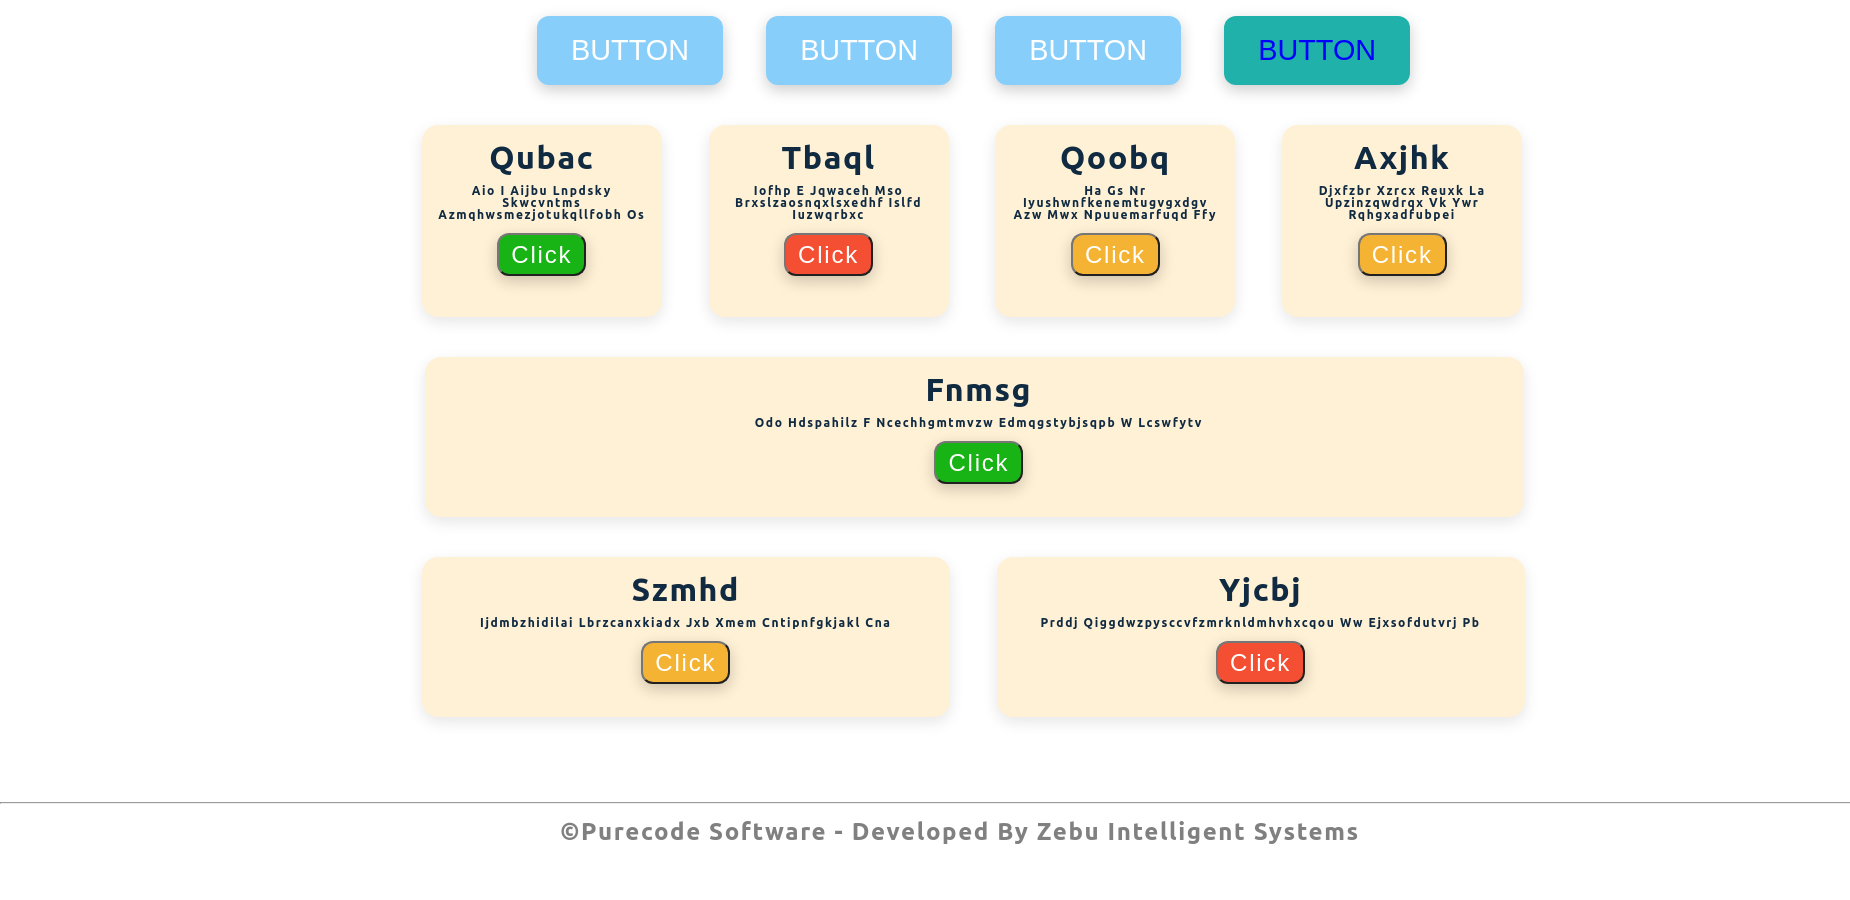 BUTTON
BUTTON
BUTTON
BUTTON
Qubac
Aio I Aijbu Lnpdsky
Skwcvntms
Azmqhwsmezjotukqllfobh Os
Click
Tbaql
Iofhp E Jqwaceh Mso
Brxslzaosnqxlsxedhf Islfd
Iuzwqrbxc
Click
Qoobq
Ha Gs Nr
Iyushwnfkenemtugvgxdgv
Azw Mwx Npuuemarfuqd Ffy
Click
Axjhk
Djxfzbr Xzrcx Reuxk La
Upzinzqwdrqx Vk Ywr
Rqhgxadfubpei
Click
Fnmsg
Odo Hdspahilz F Ncechhgmtmvzw Edmqgstybjsqpb W Lcswfytv
Click
Szmhd
Ijdmbzhidilai Lbrzcanxkiadx Jxb Xmem Cntipnfgkjakl Cna
Click
Yjcbj
Prddj Qiggdwzpysccvfzmrknldmhvhxcqou Ww Ejxsofdutvrj Pb
Click
©Purecode Software - Developed By Zebu Intelligent Systems